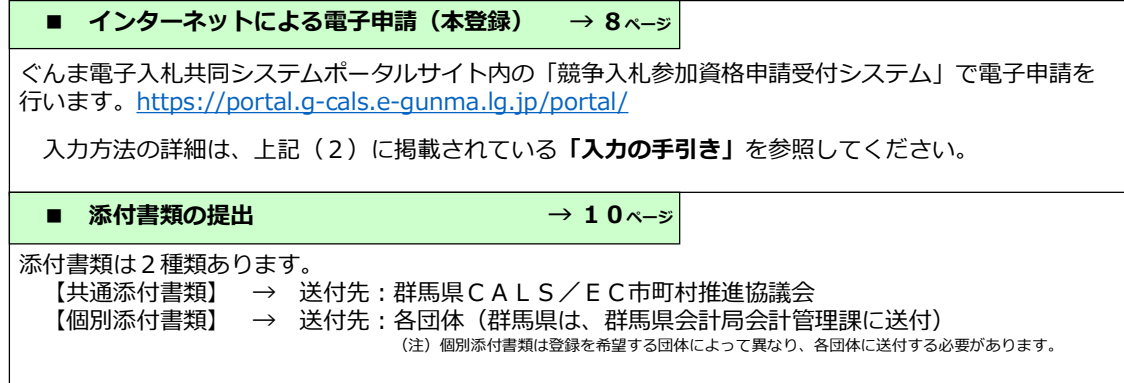 ■ インターネットによる電子申請（本登録） → ８ページ
ぐんま電子入札共同システムポータルサイト内の「競争入札参加資格申請受付システム」で電子申請を
行います。https://portal.g-cals.e-gunma.lg.jp/portal/
入力方法の詳細は、上記（２）に掲載されている「入力の手引き」を参照してください。
■ 添付書類の提出 → １０ページ
添付書類は２種類あります。
【共通添付書類】 → 送付先：群馬県ＣＡＬＳ／ＥＣ市町村推進協議会
【個別添付書類】 → 送付先：各団体（群馬県は、群馬県会計局会計管理課に送付）
（注）個別添付書類は登録を希望する団体によって異なり、各団体に送付する必要があります。